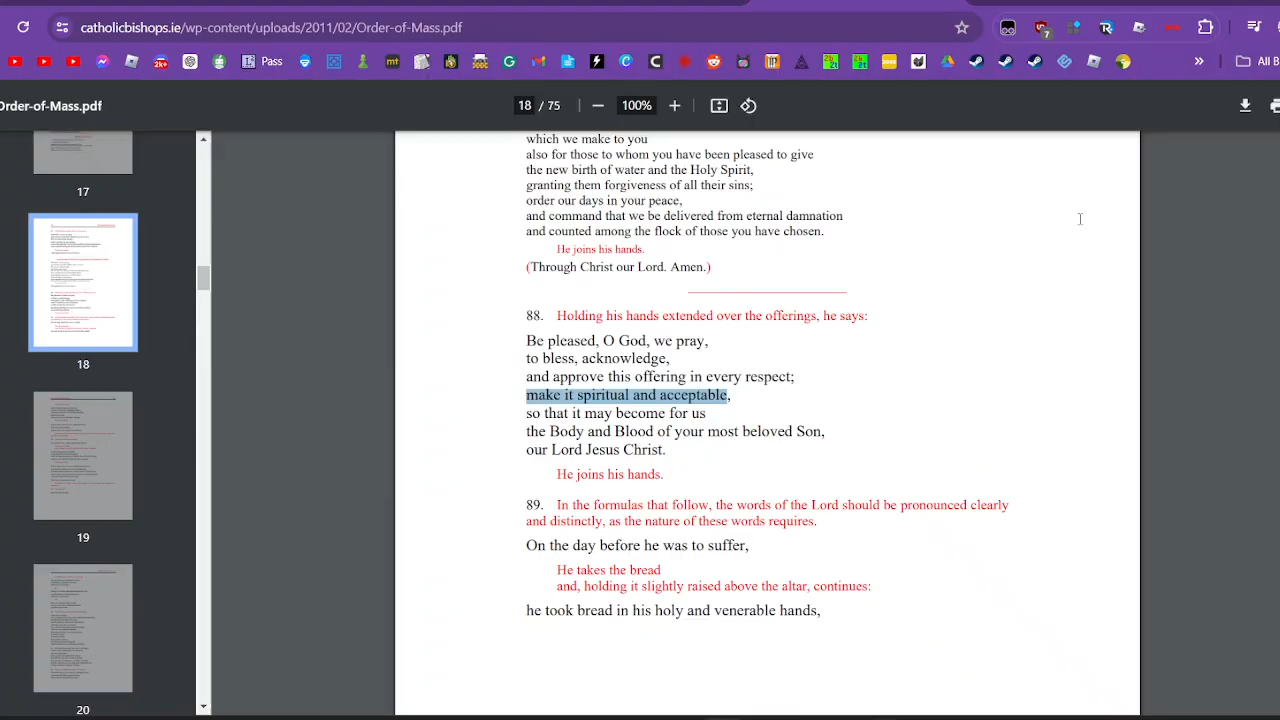 catholicbishops.ie/wp-content/uploads/2011/02/Order-of-Mass.pdf
7
Pass
mt
2b 2t
2b 2t
»
All B
Order-of-Mass.pdf
18 / 75
100%
17
18
19
20
which we make to you
also for those to whom you have been pleased to give
the new birth of water and the Holy Spirit,
granting them forgiveness of all their sins;
order our days in your peace,
and command that we be delivered from eternal damnation
and counted among the flock of those you have chosen.
He joins his hands.
(Through Christ our Lord. Amen.)
88. Holding his hands extended over the offerings, he says:
Be pleased, O God, we pray,
to bless, acknowledge,
and approve this offering in every respect;
make it spiritual and acceptable,
so that it may become for us
the Body and Blood of your most beloved Son,
our Lord Jesus Christ.
He joins his hands.
89. In the formulas that follow, the words of the Lord should be pronounced clearly
and distinctly, as the nature of these words requires.
On the day before he was to suffer,
He takes the bread
and, holding it slightly raised above the altar, continues:
he took bread in his holy and venerable hands,